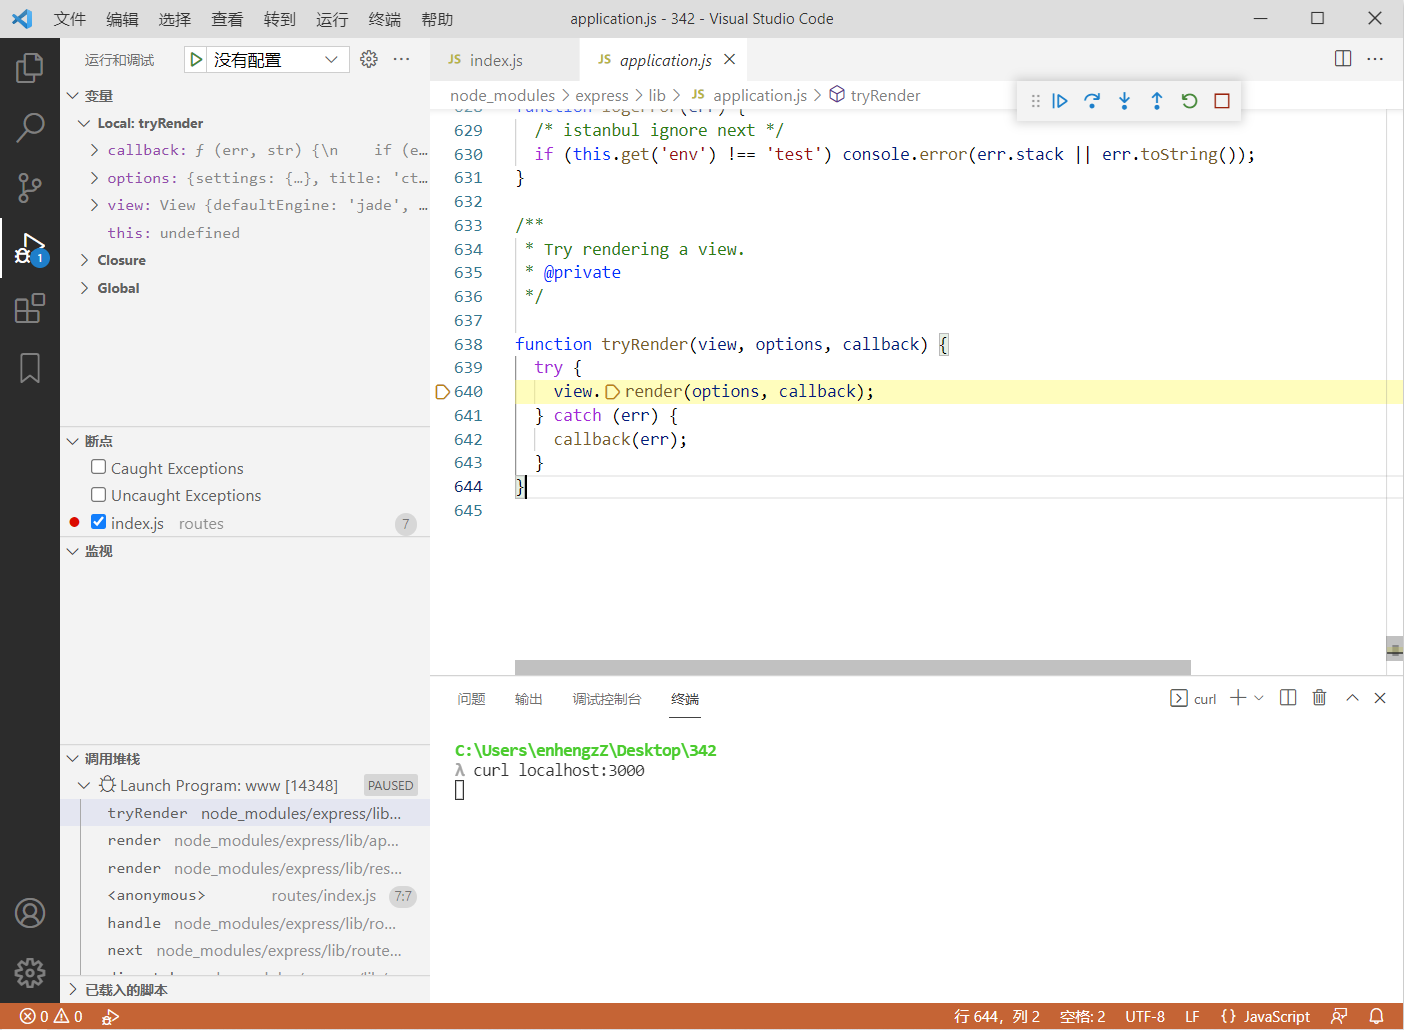 文件 编辑 选择 查看 转到 运行 终端 帮助 application.js - 342 - Visual Studio Code
运行和调试 没有配置 ···
JS index.js JS application.js ···
node_modules > express > lib > JS application.js > tryRender
变量
Local: tryRender
callback: ƒ (err, str) {\n if (e…
options: {settings: {…}, title: 'ct…
view: View {defaultEngine: 'jade', …
this: undefined
Closure
Global
断点
Caught Exceptions
Uncaught Exceptions
index.js routes 7
监视
调用堆栈
Launch Program: www [14348] PAUSED
tryRender node_modules/express/lib...
render node_modules/express/lib/ap...
render node_modules/express/lib/res...
<anonymous> routes/index.js 7:7
handle node_modules/express/lib/ro...
next node_modules/express/lib/route...
已载入的脚本
1
628 function logerror(err) {
629 /* istanbul ignore next */
630 if (this.get('env') !== 'test') console.error(err.stack || err.toString());
631 }
632
633 /**
634 * Try rendering a view.
635 * @private
636 */
637
638 function tryRender(view, options, callback) {
639 try {
640 view.render(options, callback);
641 } catch (err) {
642 callback(err);
643 }
644 }
645
问题 输出 调试控制台 终端 curl
C:\Users\enhengzZ\Desktop\342
λ curl localhost:3000
0 0 行 644，列 2 空格: 2 UTF-8 LF {} JavaScript